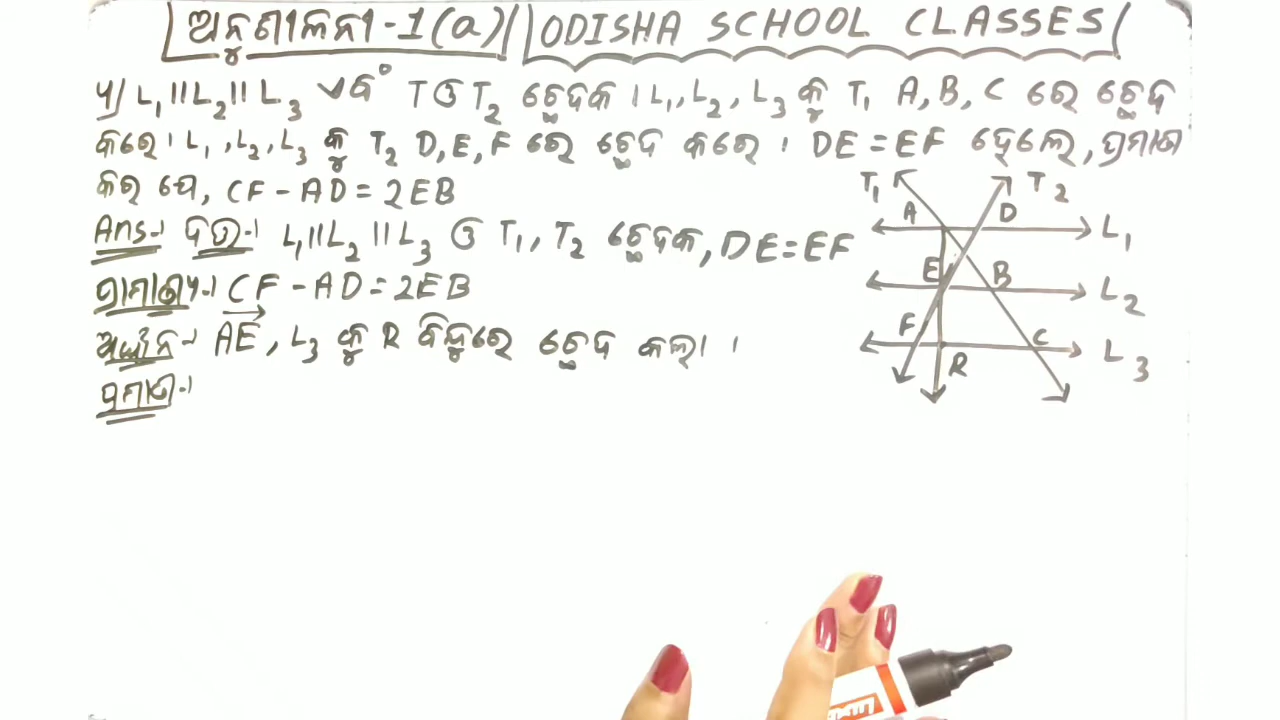 ଅନୁଶୀଳନୀ-1(a) ODISHA SCHOOL CLASSES
୪) L₁||L₂||L₃ ଏବଂ T ଓ T₂ ଛେଦକ । L₁, L₂, L₃ କୁ T₁ A, B, C ରେ ଛେଦ
କରେ । L₁, L₂, L₃ କୁ T₂ D, E, F ରେ ଛେଦ କରେ । DE = EF ହେଲେ, ପ୍ରମାଣ
କର ଯେ, CF - AD = 2EB
Ans:- ଦତ୍ତ:- L₁||L₂||L₃ ଓ T₁, T₂ ଛେଦକ, DE = EF
ପ୍ରାମାଣ୍ୟ:- CF - AD = 2EB
ଅଙ୍କନ:- AE, L₃ କୁ R ବିନ୍ଦୁରେ ଛେଦ କଲା ।
ପ୍ରମାଣ:-
T₁ T₂
A D L₁
E B L₂
F C L₃
R